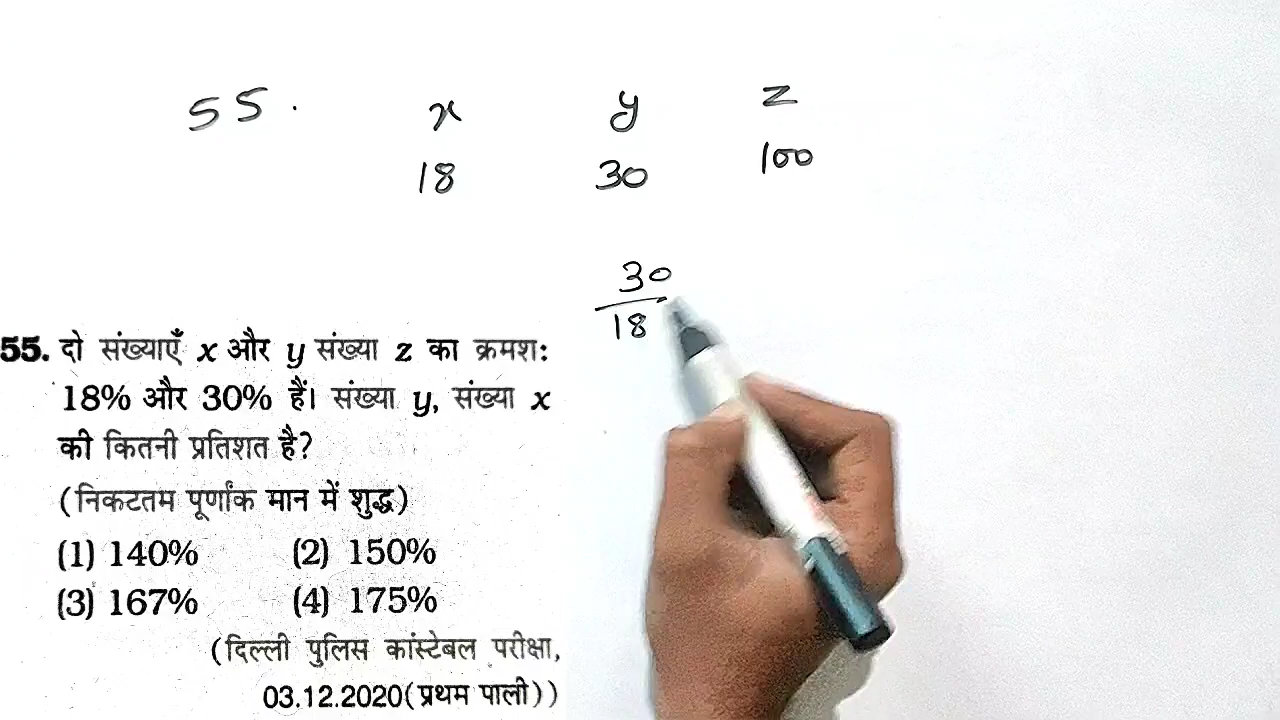 55. x y z
18 30 100
30
18
55. दो संख्याएँ x और y संख्या z का क्रमश:
18% और 30% हैं। संख्या y, संख्या x
की कितनी प्रतिशत है?
(निकटतम पूर्णांक मान में शुद्ध)
(1) 140% (2) 150%
(3) 167% (4) 175%
(दिल्ली पुलिस कांस्टेबल परीक्षा,
03.12.2020(प्रथम पाली))